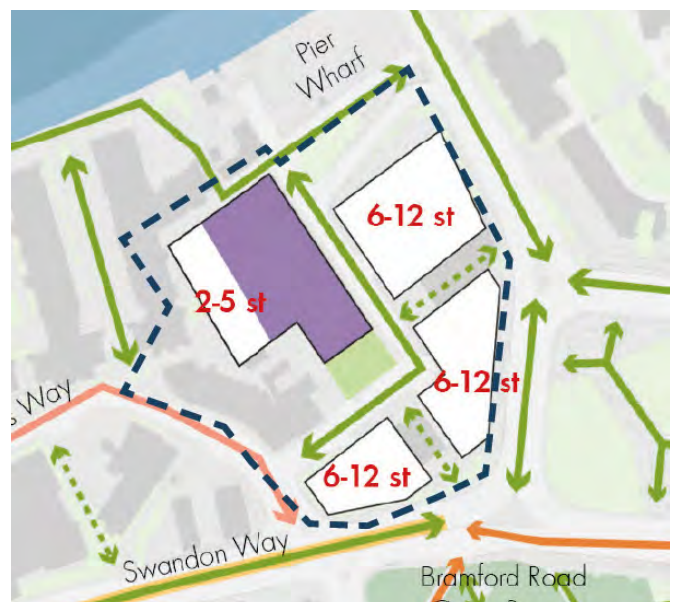 Pier
Wharf
6-12 st
2-5 st
6-12 st
s Way
6-12 st
Swandon Way
Bramford Road